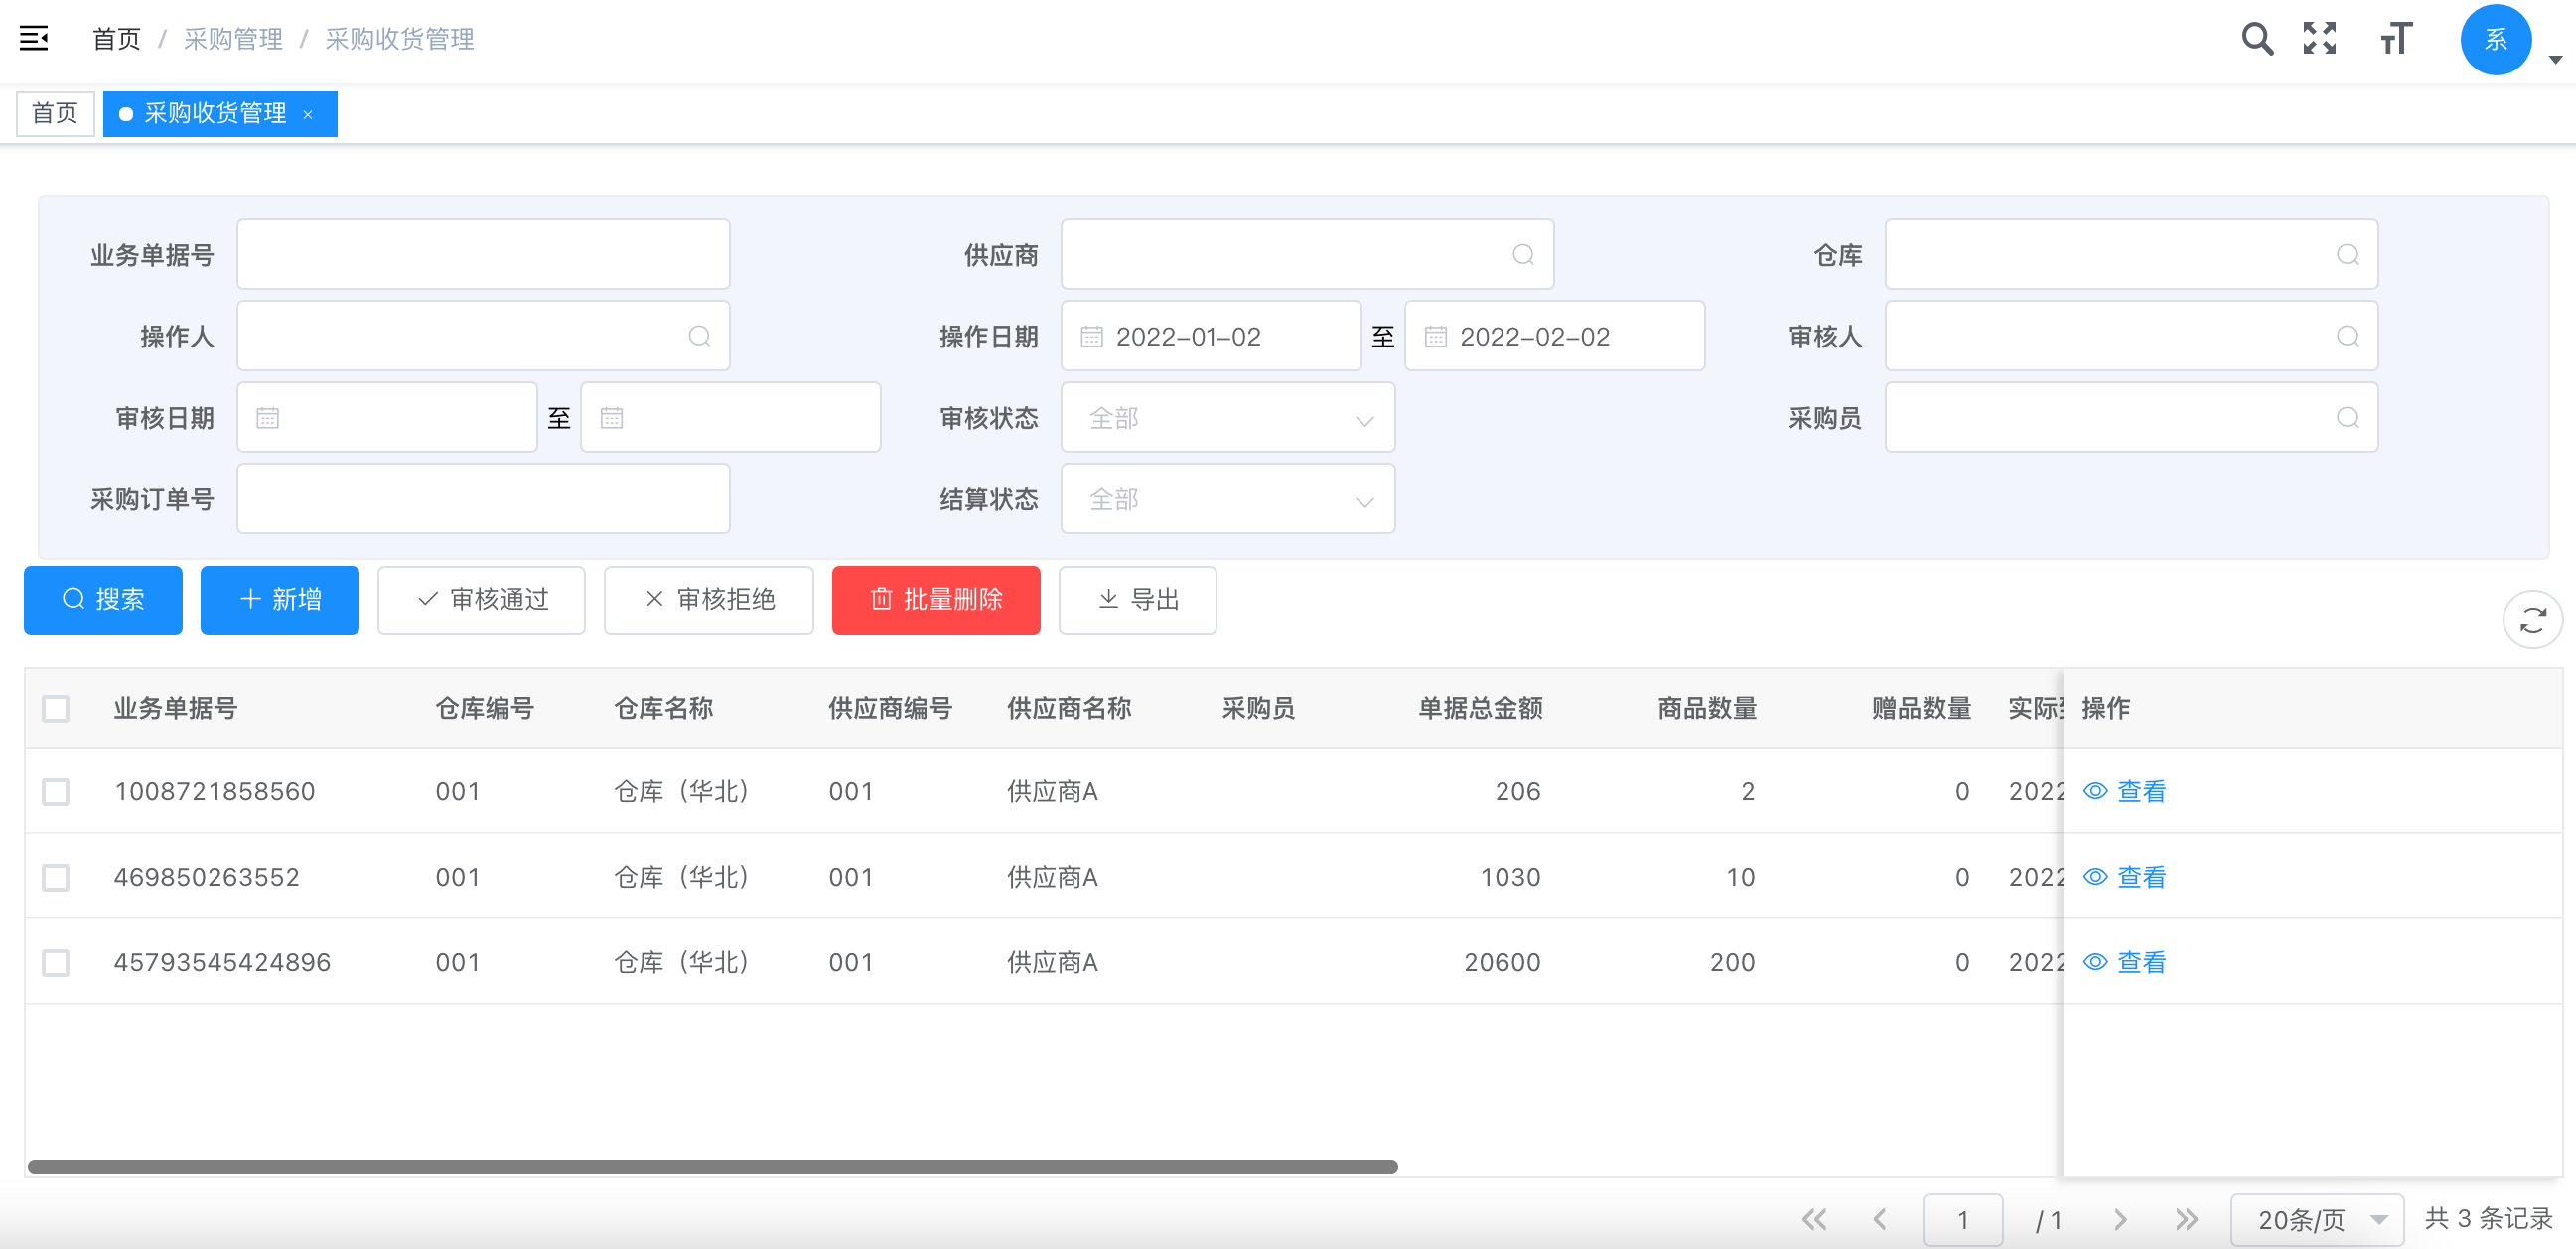 首页 / 采购管理 / 采购收货管理
系
首页 采购收货管理 ×
业务单据号 供应商 仓库
操作人 操作日期 2022-01-02 至 2022-02-02 审核人
审核日期 至 审核状态 全部 采购员
采购订单号 结算状态 全部
搜索 新增 审核通过 审核拒绝 批量删除 导出
业务单据号 仓库编号 仓库名称 供应商编号 供应商名称 采购员 单据总金额 商品数量 赠品数量 实际 操作
1008721858560 001 仓库（华北） 001 供应商A 206 2 0 2022 查看
469850263552 001 仓库（华北） 001 供应商A 1030 10 0 2022 查看
45793545424896 001 仓库（华北） 001 供应商A 20600 200 0 2022 查看
1 / 1 20条/页 共 3 条记录